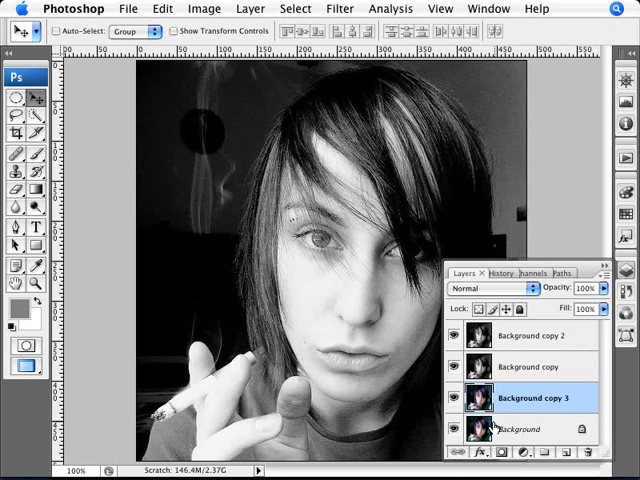 Photoshop File Edit Image Layer Select Filter Analysis View Window Help
Auto-Select: Group Show Transform Controls
Ps
Layers × History hannels Paths
Normal Opacity: 100%
Lock: Fill: 100%
Background copy 2
Background copy
Background copy 3
Background
fx
100% Scratch: 146.4M/2.37G